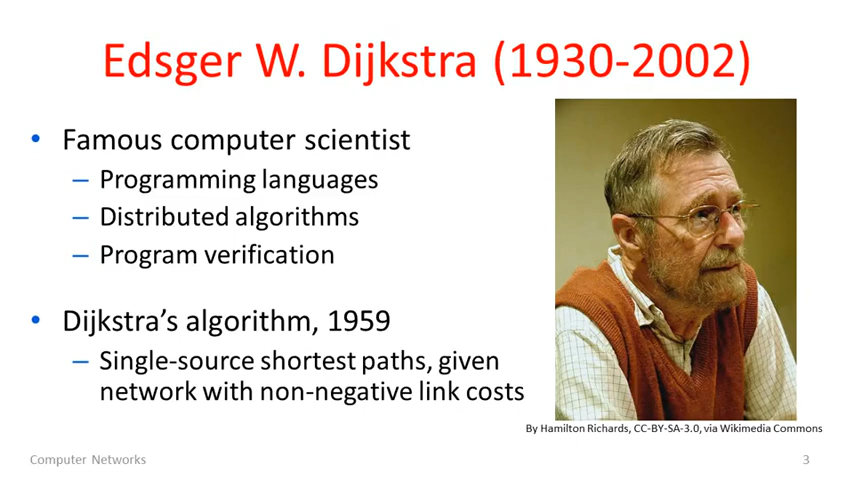 Edsger W. Dijkstra (1930-2002)
• Famous computer scientist
– Programming languages
– Distributed algorithms
– Program verification
• Dijkstra’s algorithm, 1959
– Single-source shortest paths, given
network with non-negative link costs
By Hamilton Richards, CC-BY-SA-3.0, via Wikimedia Commons
Computer Networks
3